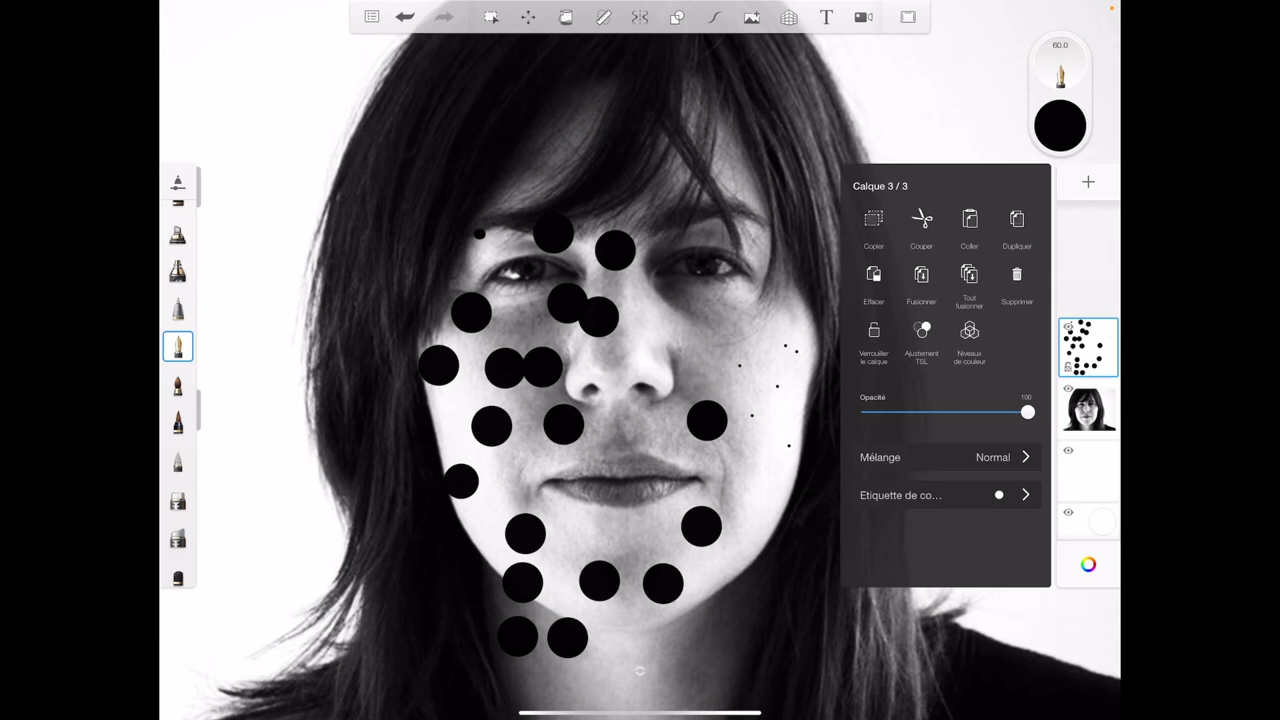 60.0
Calque 3 / 3
Copier Couper Coller Dupliquer
Effacer Fusionner Tout fusionner Supprimer
Verrouiller le calque Ajustement TSL Niveaux de couleur
Opacité 100
Mélange Normal
Etiquette de co...